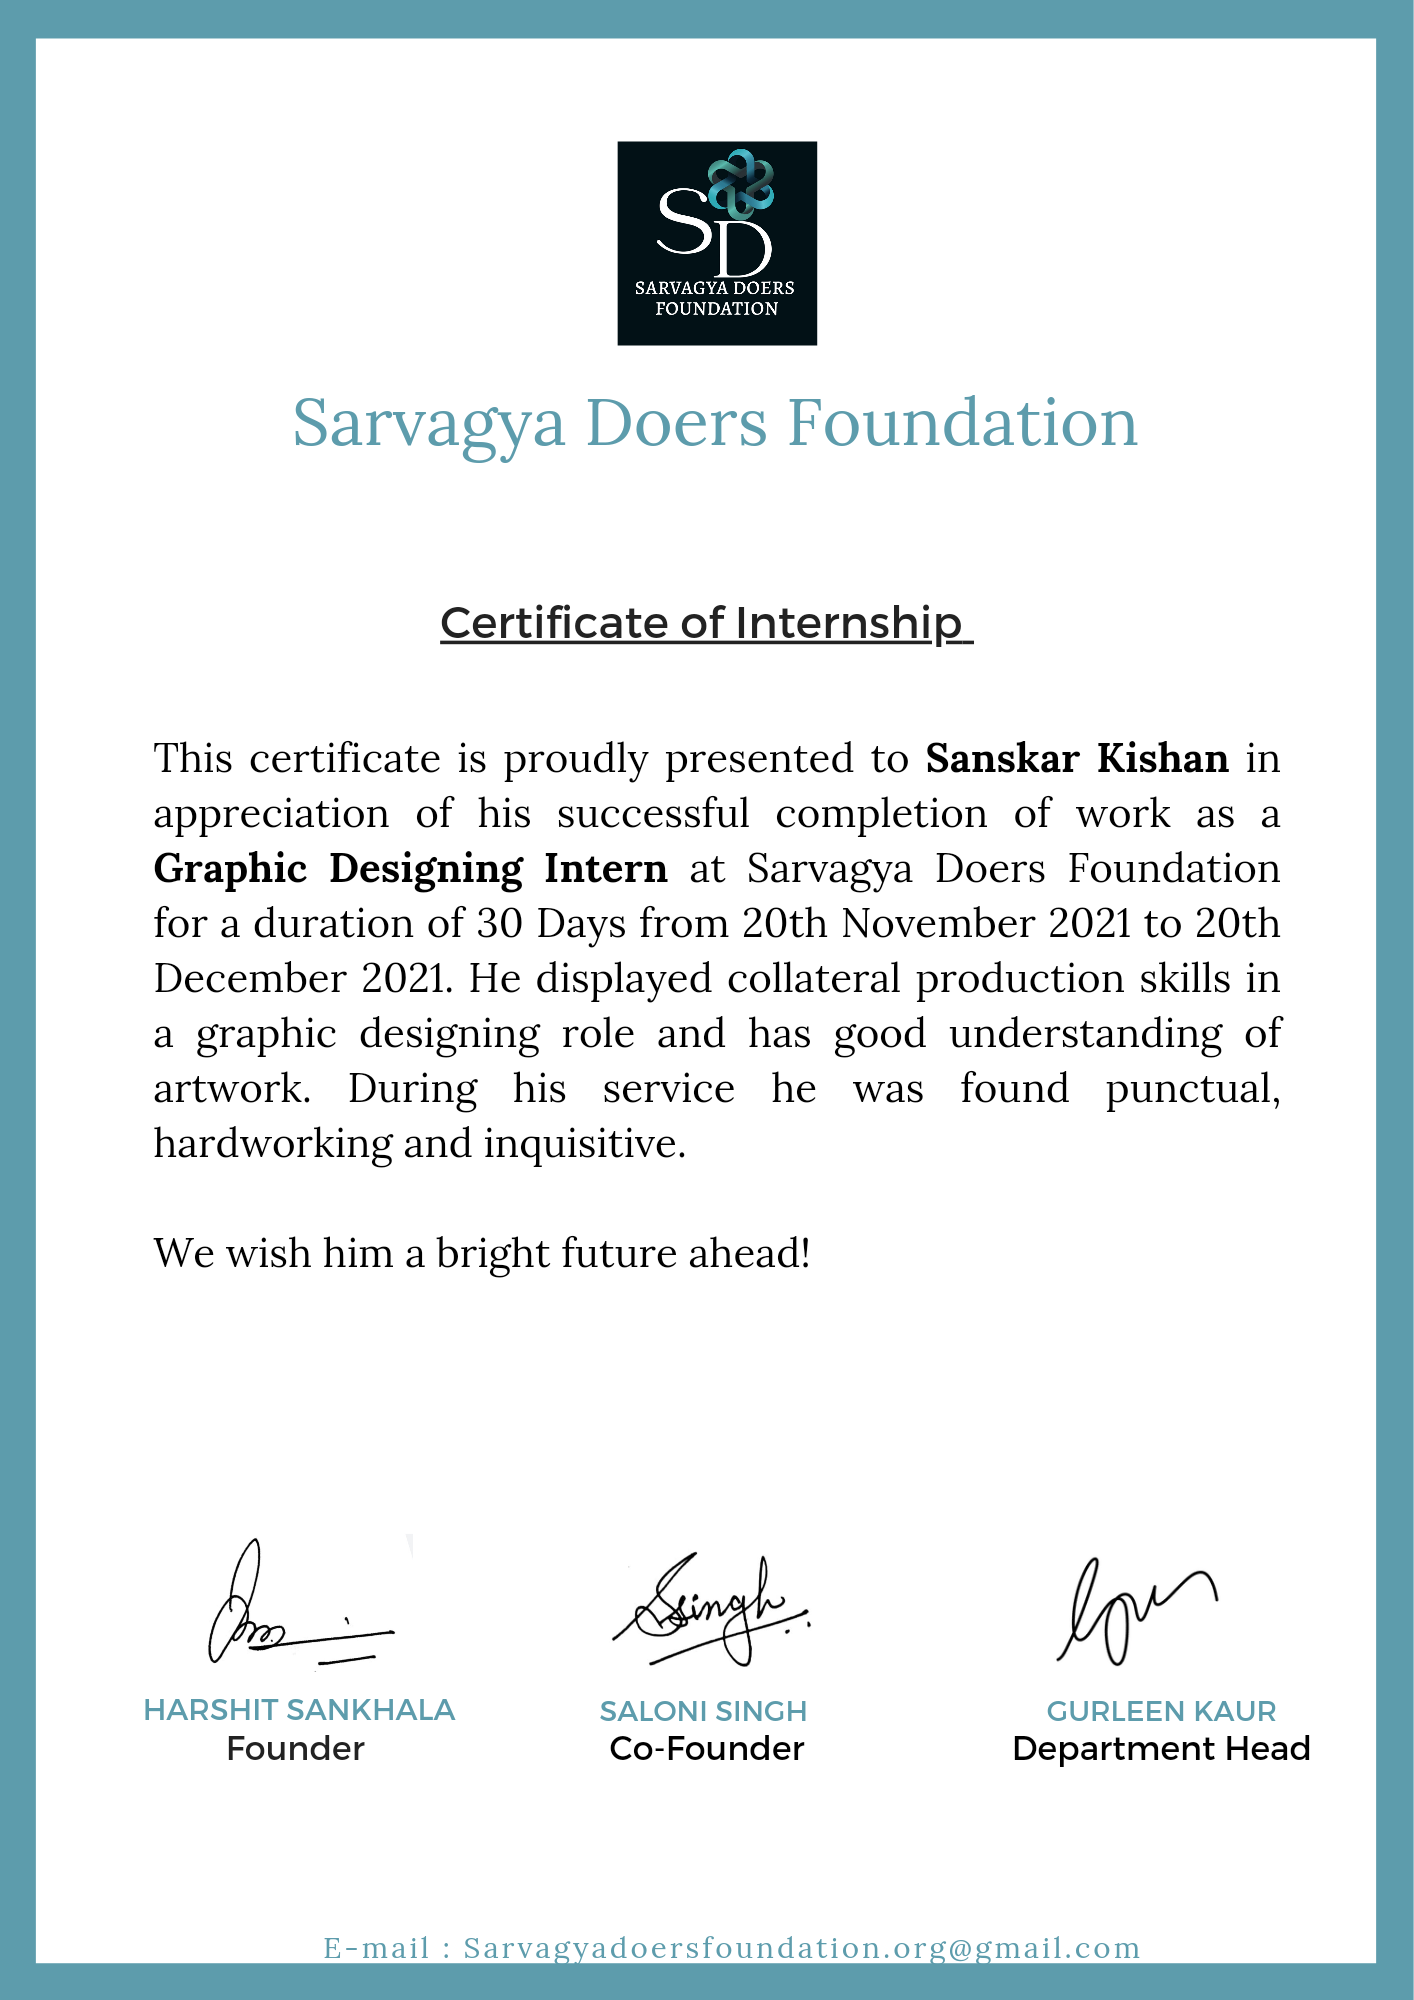 SD
SARVAGYA DOERS
FOUNDATION
Sarvagya Doers Foundation
Certificate of Internship
This certificate is proudly presented to Sanskar Kishan in
appreciation of his successful completion of work as a
Graphic Designing Intern at Sarvagya Doers Foundation
for a duration of 30 Days from 20th November 2021 to 20th
December 2021. He displayed collateral production skills in
a graphic designing role and has good understanding of
artwork. During his service he was found punctual,
hardworking and inquisitive.
We wish him a bright future ahead!
Ssingh
HARSHIT SANKHALA
Founder
SALONI SINGH
Co-Founder
GURLEEN KAUR
Department Head
E-mail : Sarvagyadoersfoundation.org@gmail.com